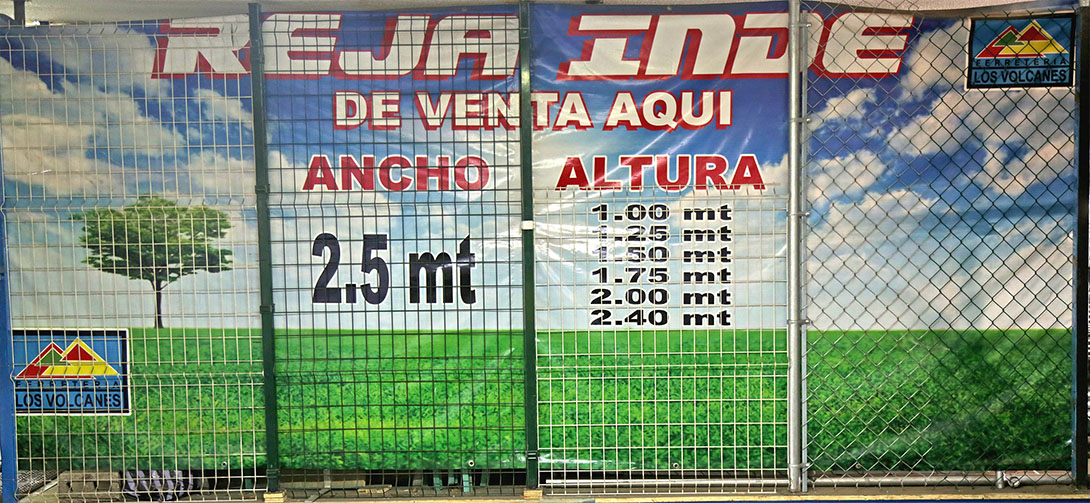 REJA INDE
FERRETERIA
LOS VOLCANES
DE VENTA AQUI
ANCHO
ALTURA
2.5 mt
1.00 mt
1.25 mt
1.50 mt
1.75 mt
2.00 mt
2.40 mt
LOS VOLCANES